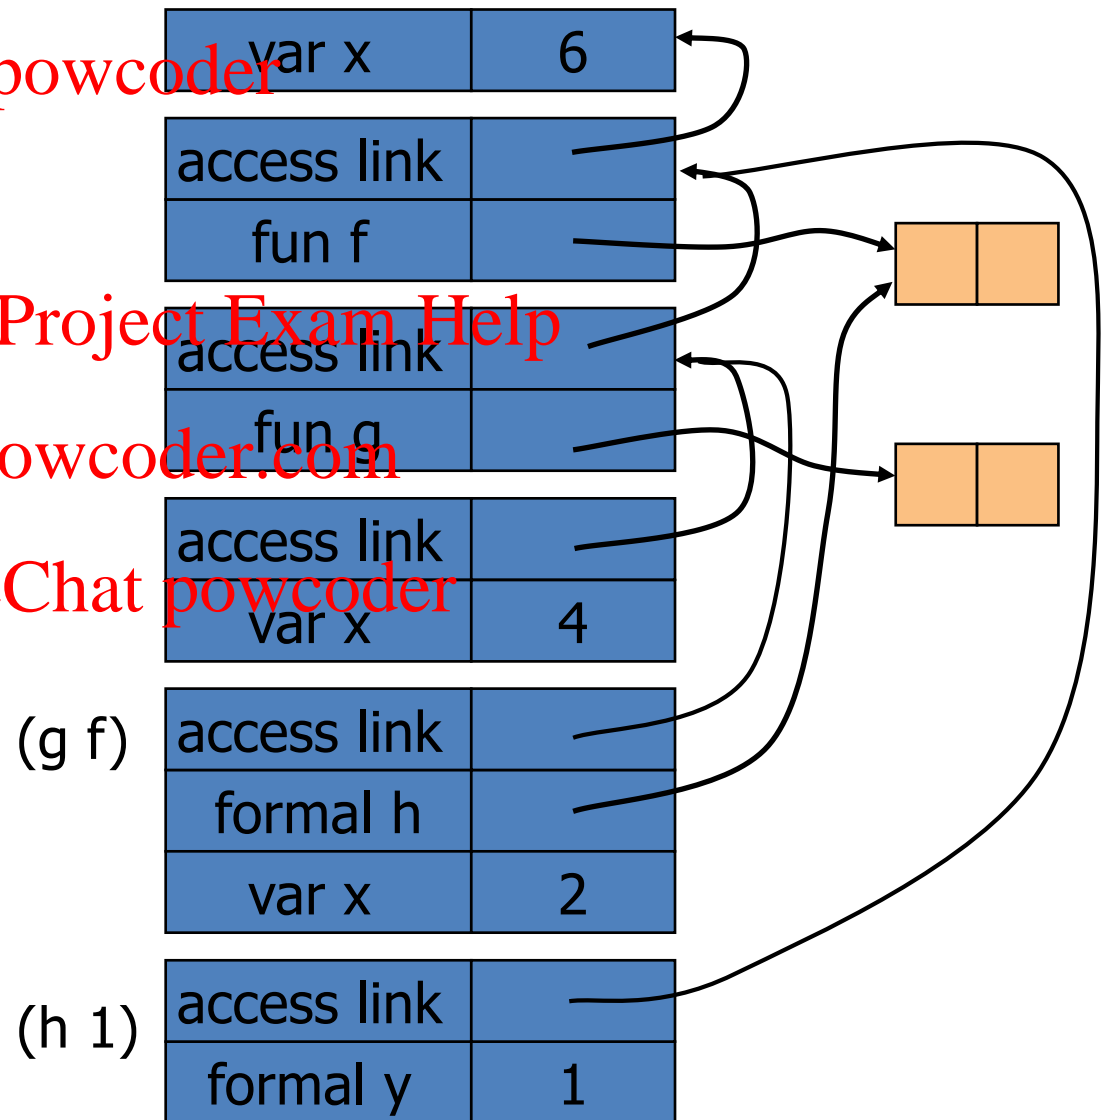 var x 6
powcoder
access link
fun f
Project Exam Help
access link
fun g
owcoder.com
access link
Chat powcoder
var x 4
(g f) access link
formal h
var x 2
(h 1) access link
formal y 1